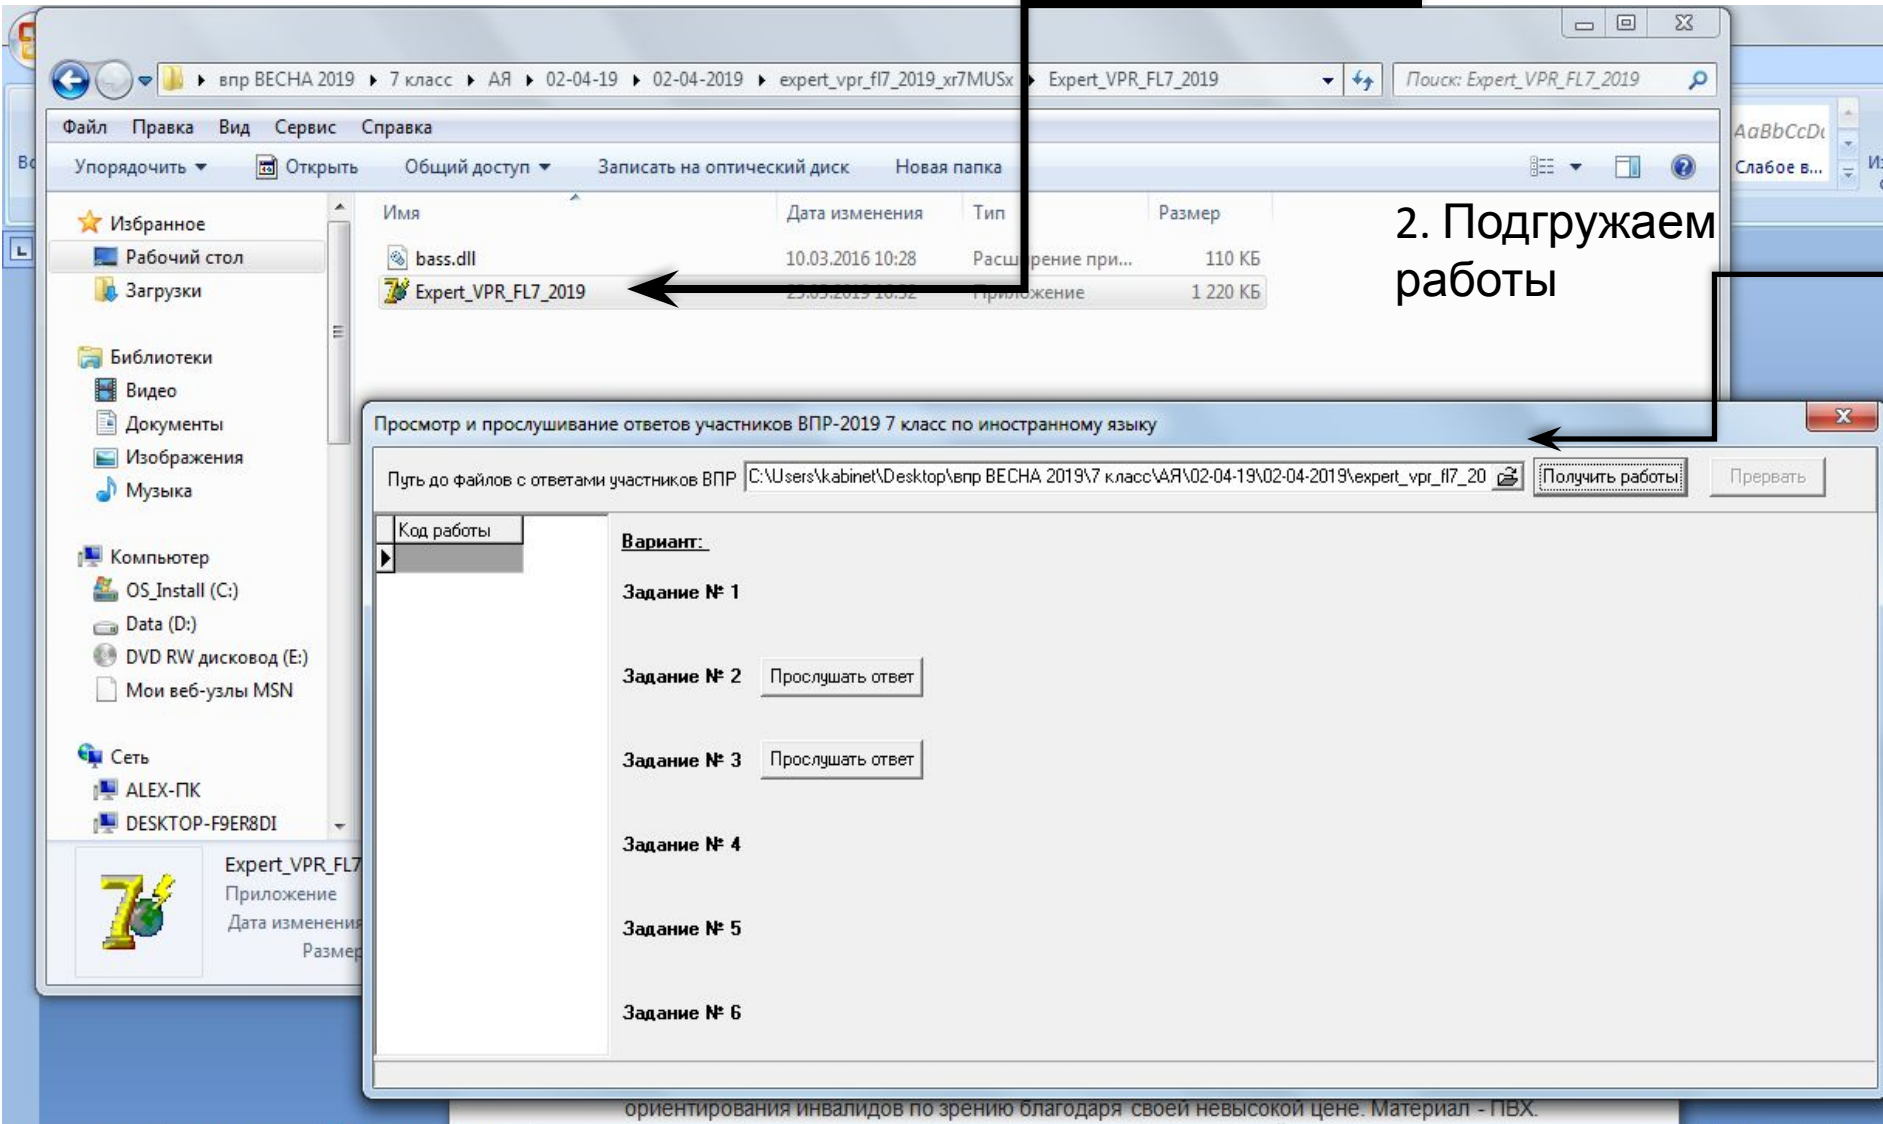 впр ВЕСНА 2019 ▸ 7 класс ▸ АЯ ▸ 02-04-19 ▸ 02-04-2019 ▸ expert_vpr_fl7_2019_xr7MUSx ▸ Expert_VPR_FL7_2019
Поиск: Expert_VPR_FL7_2019
Файл Правка Вид Сервис Справка
Упорядочить Открыть Общий доступ Записать на оптический диск Новая папка
AaBbCcDt
Слабое в...
Имя Дата изменения Тип Размер
bass.dll 10.03.2016 10:28 110 КБ
Expert_VPR_FL7_2019 Приложение 1 220 КБ
2. Подгружаем
работы
Избранное
Рабочий стол
Загрузки
Библиотеки
Видео
Документы
Изображения
Музыка
Компьютер
OS_Install (C:)
Data (D:)
DVD RW дисковод (E:)
Мои веб-узлы MSN
Сеть
ALEX-ПК
DESKTOP-F9ER8DI
Expert_VPR_FL7
Приложение
Дата изменения
Размер
Просмотр и прослушивание ответов участников ВПР-2019 7 класс по иностранному языку
Путь до файлов с ответами участников ВПР C:\Users\kabinet\Desktop\впр ВЕСНА 2019\7 класс\АЯ\02-04-19\02-04-2019\expert_vpr_fl7_20 Получить работы Прервать
Код работы
Вариант:
Задание № 1
Задание № 2 Прослушать ответ
Задание № 3 Прослушать ответ
Задание № 4
Задание № 5
Задание № 6
ориентирования инвалидов по зрению благодаря своей невысокой цене. Материал - ПВХ.